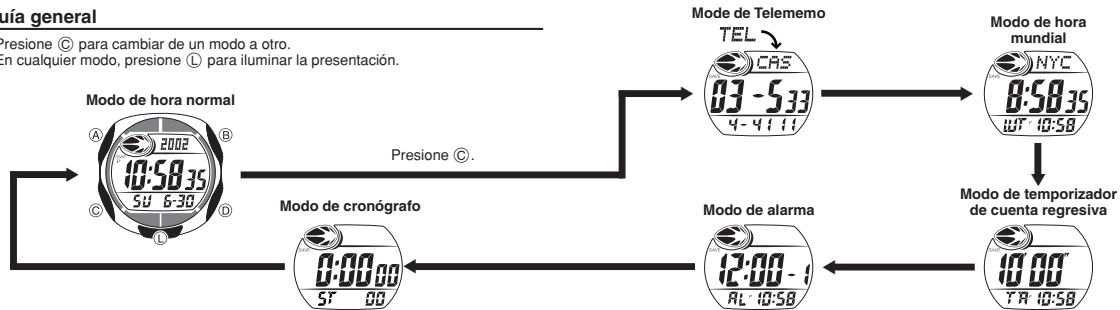 uía general
Presione Ⓒ para cambiar de un modo a otro.
En cualquier modo, presione Ⓛ para iluminar la presentación.
Mode de Telememo
TEL
CAS
03-533
4-4111
Modo de hora
mundial
NYC
8:58 35
WT P 10:58
Modo de hora normal
Ⓐ
Ⓑ
2002
P
10:58 35
SU 6-30
Ⓒ
Ⓓ
Ⓛ
Presione Ⓒ.
Modo de cronógrafo
0:00 00
ST 00
Modo de alarma
12:00 - 1
AL P 10:58
Modo de temporizador
de cuenta regresiva
10 00"
TR P 10:58